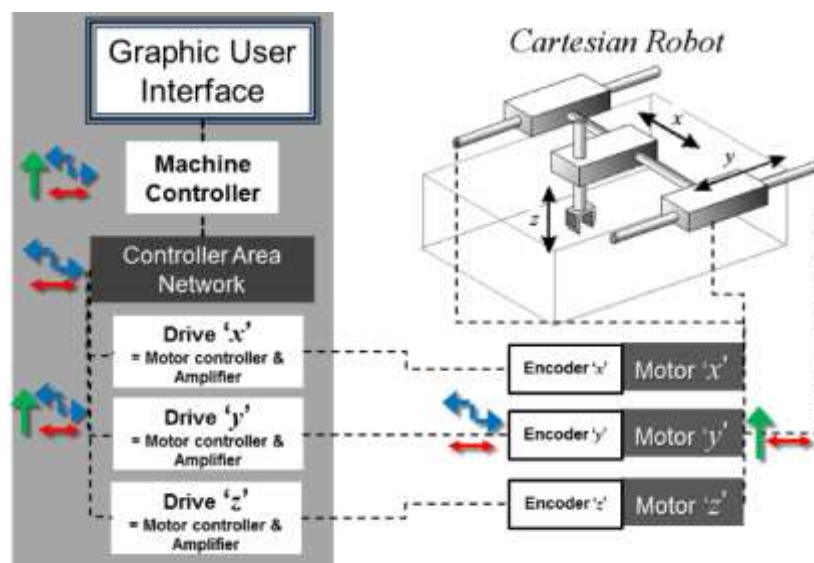 Graphic User
Interface
Machine
Controller
Controller Area
Network
Drive ‘x’
= Motor controller &
Amplifier
Drive ‘y’
= Motor controller &
Amplifier
Drive ‘z’
= Motor controller &
Amplifier
Cartesian Robot
x
y
z
Encoder ‘x’
Motor ‘x’
Encoder ‘y’
Motor ‘y’
Encoder ‘z’
Motor ‘z’